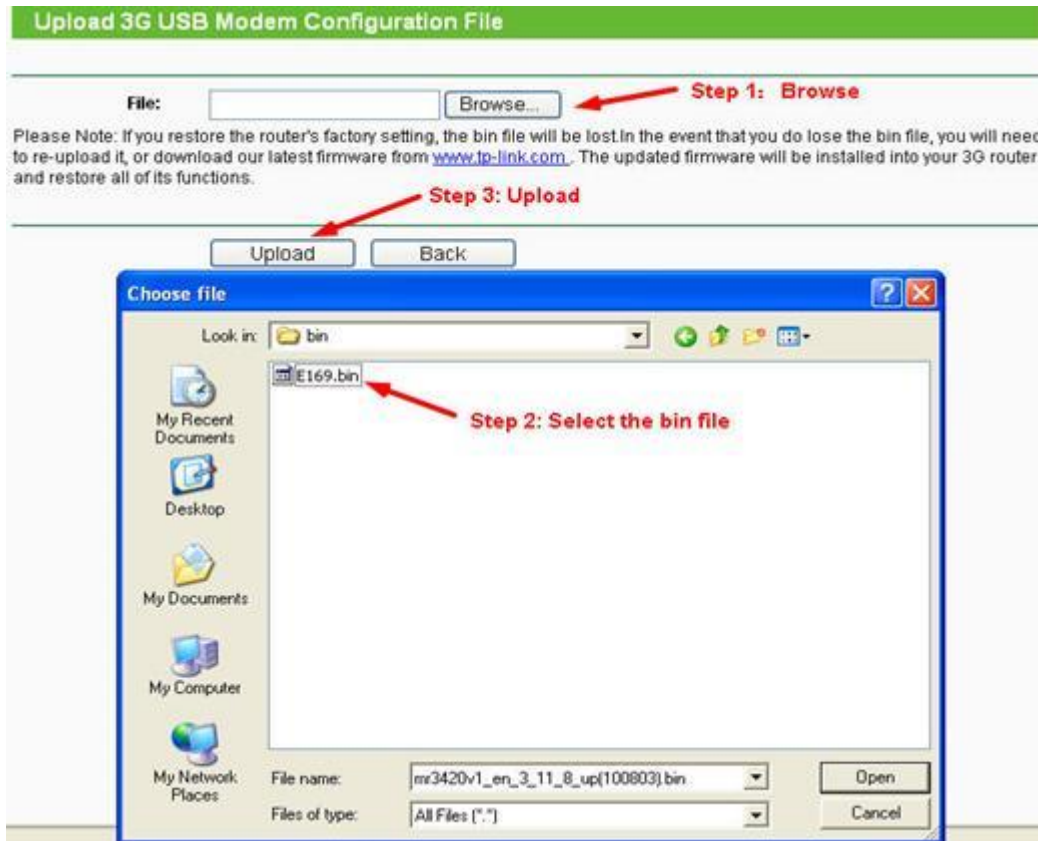 Upload 3G USB Modem Configuration File
File:
Browse...
Step 1: Browse
Please Note: If you restore the router's factory setting, the bin file will be lost.In the event that you do lose the bin file, you will need
to re-upload it, or download our latest firmware from www.tp-link.com . The updated firmware will be installed into your 3G router
and restore all of its functions.
Step 3: Upload
Upload
Back
Choose file
Look in:
bin
E169.bin
Step 2: Select the bin file
My Recent
Documents
Desktop
My Documents
My Computer
My Network
Places
File name:
mr3420v1_en_3_11_8_up(100803).bin
Open
Files of type:
All Files (*.*)
Cancel